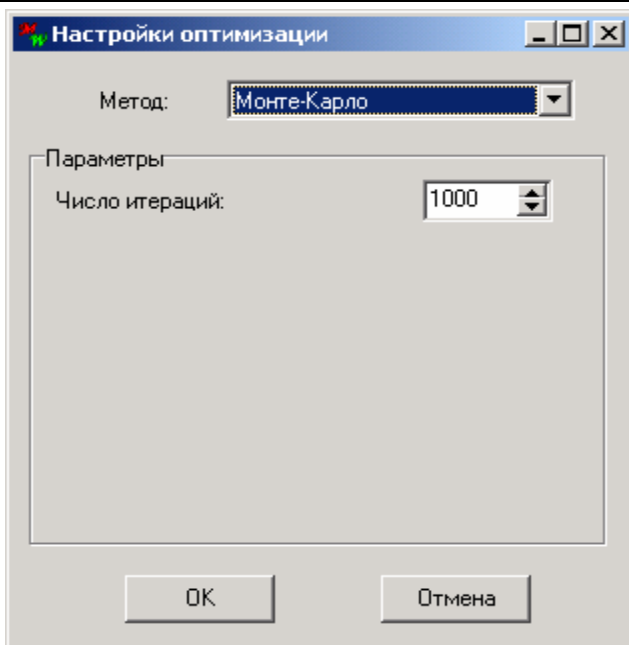 Настройки оптимизации
Метод: Монте-Карло
Параметры
Число итераций: 1000
OK Отмена